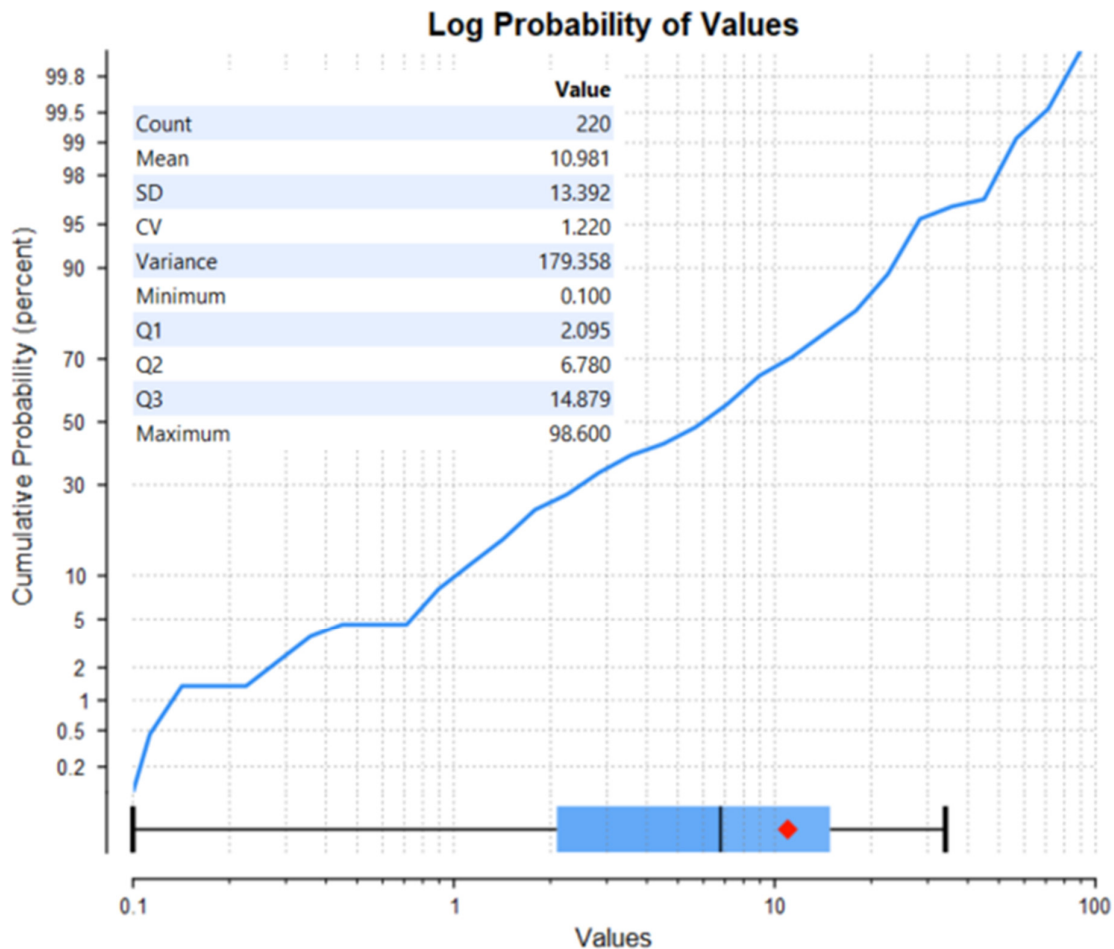 Log Probability of Values
Value
Count 220
Mean 10.981
SD 13.392
CV 1.220
Variance 179.358
Minimum 0.100
Q1 2.095
Q2 6.780
Q3 14.879
Maximum 98.600
Cumulative Probability (percent)
99.8
99.5
99
98
95
90
70
50
30
10
5
2
1
0.5
0.2
0.1 1 10 100
Values